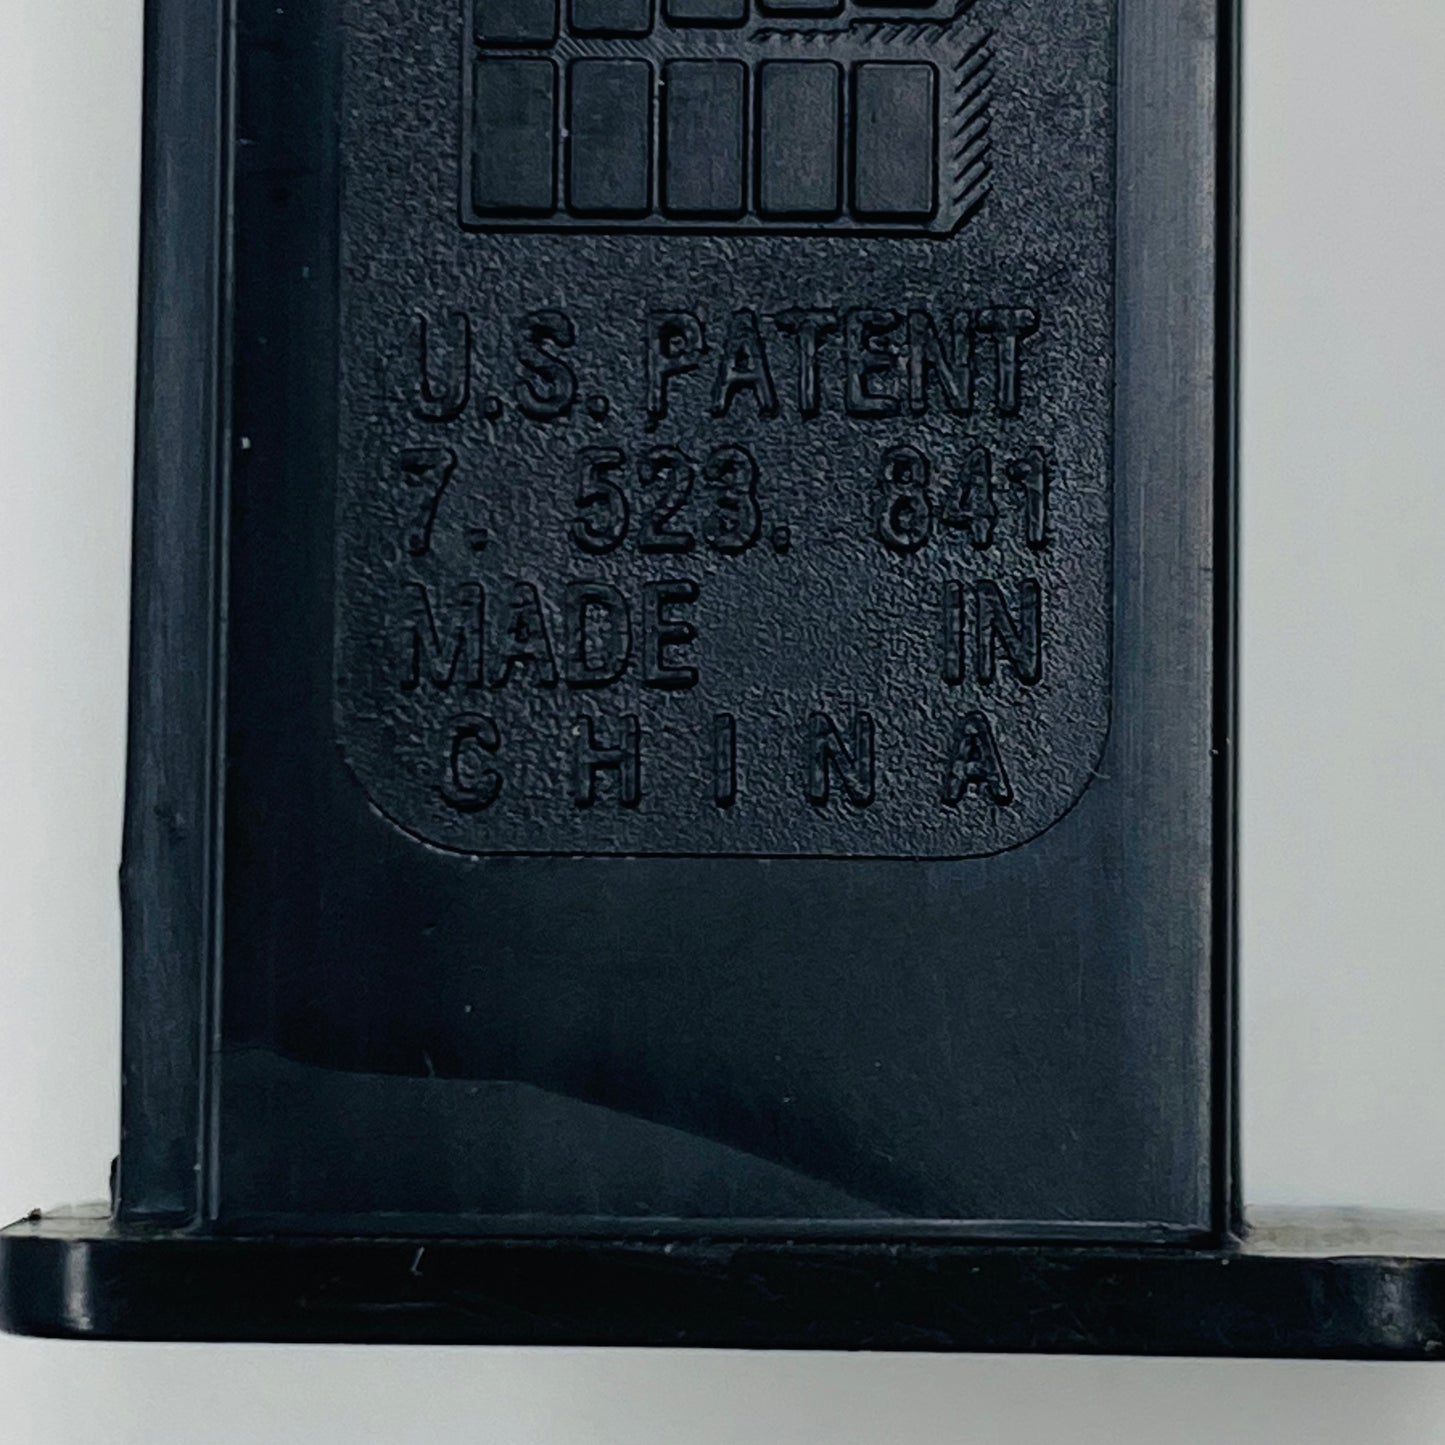 U.S. PATENT
7. 523. 841
MADE IN
CHINA